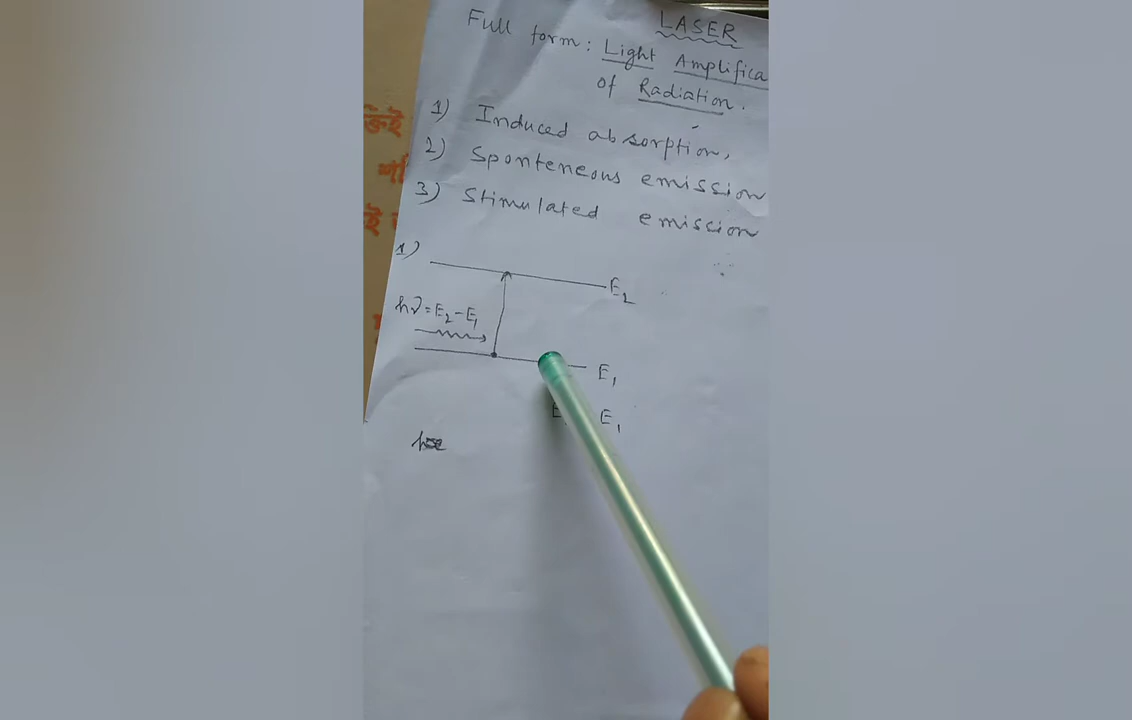 LASER
Full form: Light Amplifica
of Radiation.
1) Induced absorption,
2) Sponteneous emission
3) Stimulated emission
1)
E₂
hν = E₂ - E₁
E₁
E₁